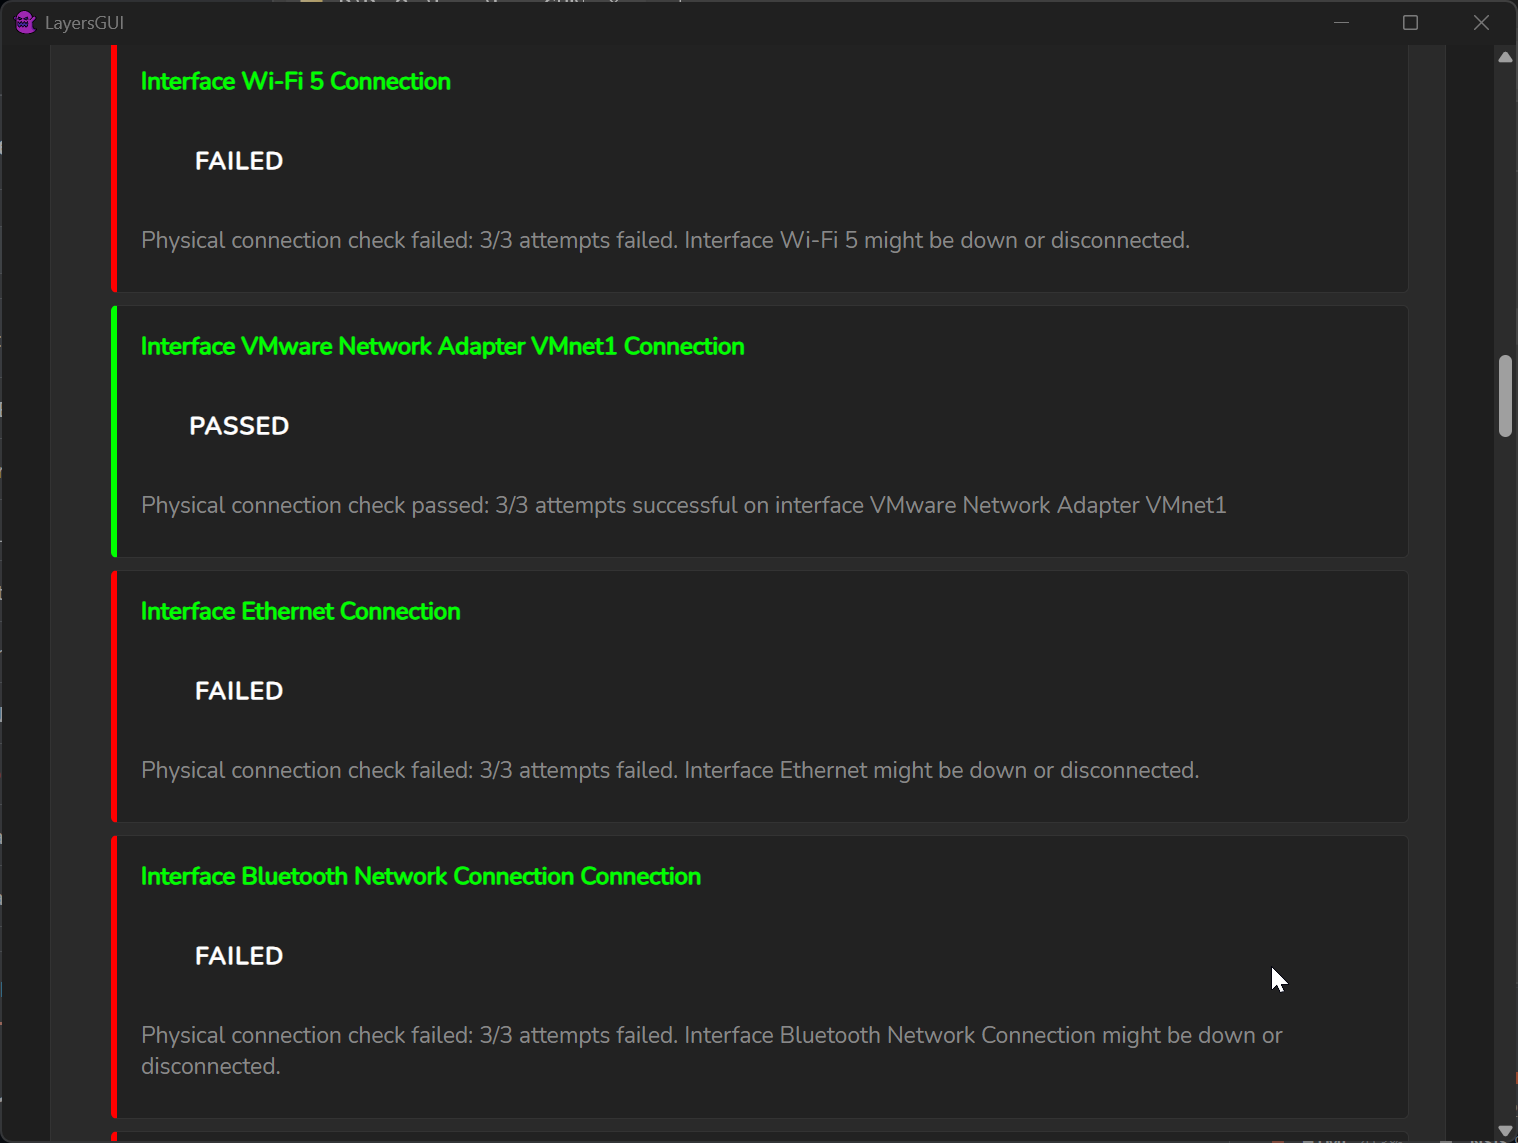 LayersGUI
Interface Wi-Fi 5 Connection
FAILED
Physical connection check failed: 3/3 attempts failed. Interface Wi-Fi 5 might be down or disconnected.
Interface VMware Network Adapter VMnet1 Connection
PASSED
Physical connection check passed: 3/3 attempts successful on interface VMware Network Adapter VMnet1
Interface Ethernet Connection
FAILED
Physical connection check failed: 3/3 attempts failed. Interface Ethernet might be down or disconnected.
Interface Bluetooth Network Connection Connection
FAILED
Physical connection check failed: 3/3 attempts failed. Interface Bluetooth Network Connection might be down or
disconnected.